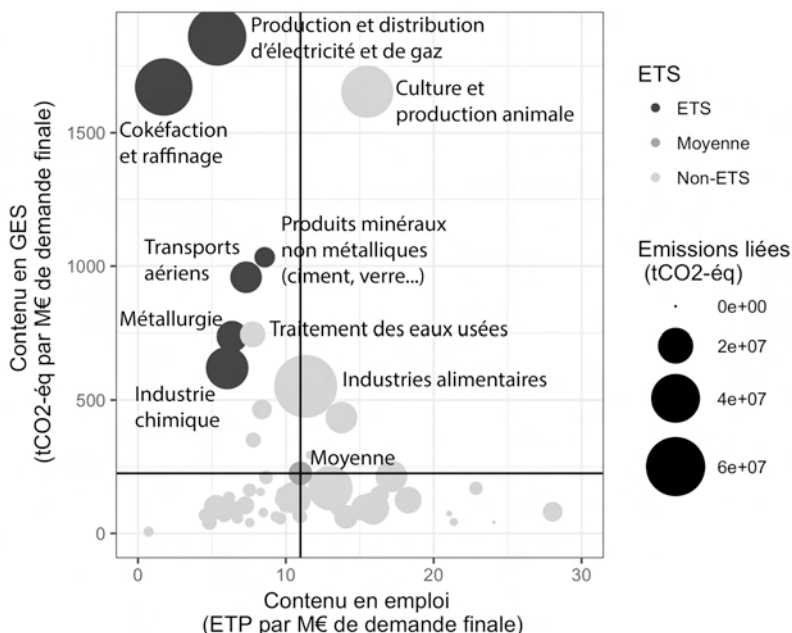 Production et distribution
d'électricité et de gaz
Culture et
production animale
Cokéfaction
et raffinage
Produits minéraux
non métalliques
(ciment, verre...)
Transports
aériens
Métallurgie
Traitement des eaux usées
Industries alimentaires
Industrie
chimique
Moyenne
1500
1000
500
0
Contenu en GES
(tCO2-éq par M€ de demande finale)
0
10
20
30
Contenu en emploi
(ETP par M€ de demande finale)
ETS
ETS
Moyenne
Non-ETS
Emissions liées
(tCO2-éq)
0e+00
2e+07
4e+07
6e+07